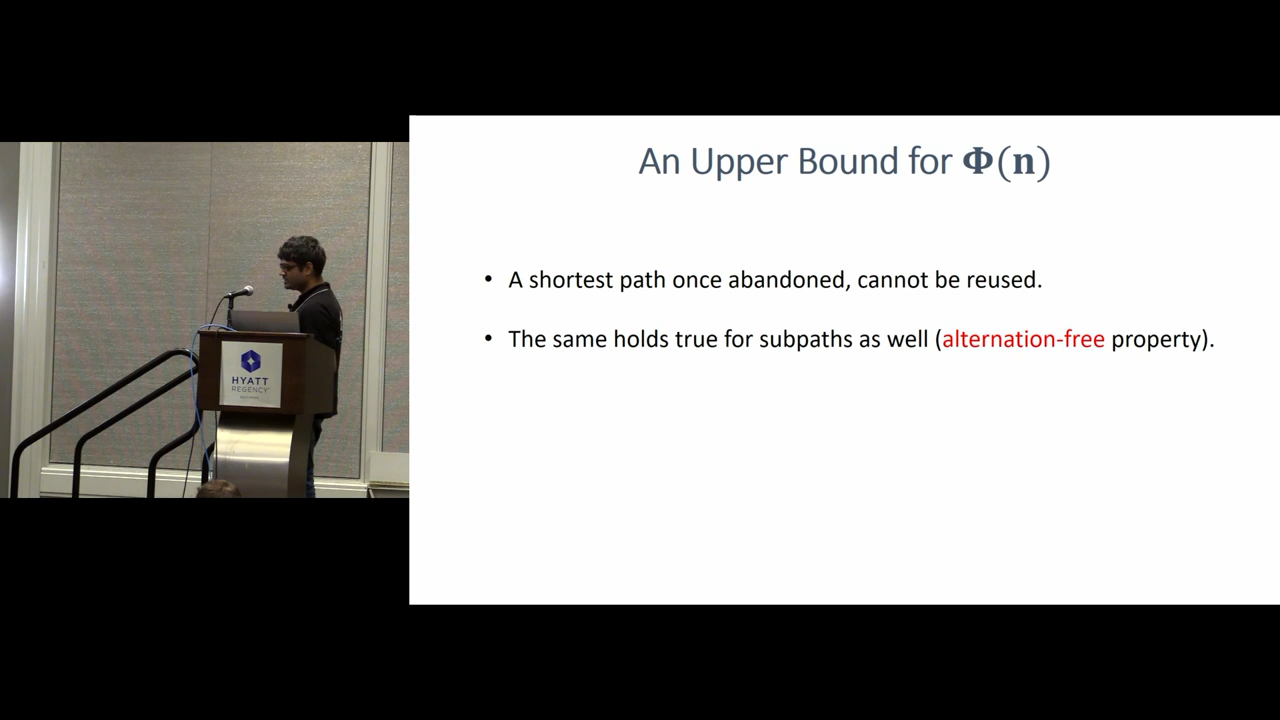 An Upper Bound for Φ(n)
• A shortest path once abandoned, cannot be reused.
• The same holds true for subpaths as well (alternation-free property).
HYATT
REGENCY